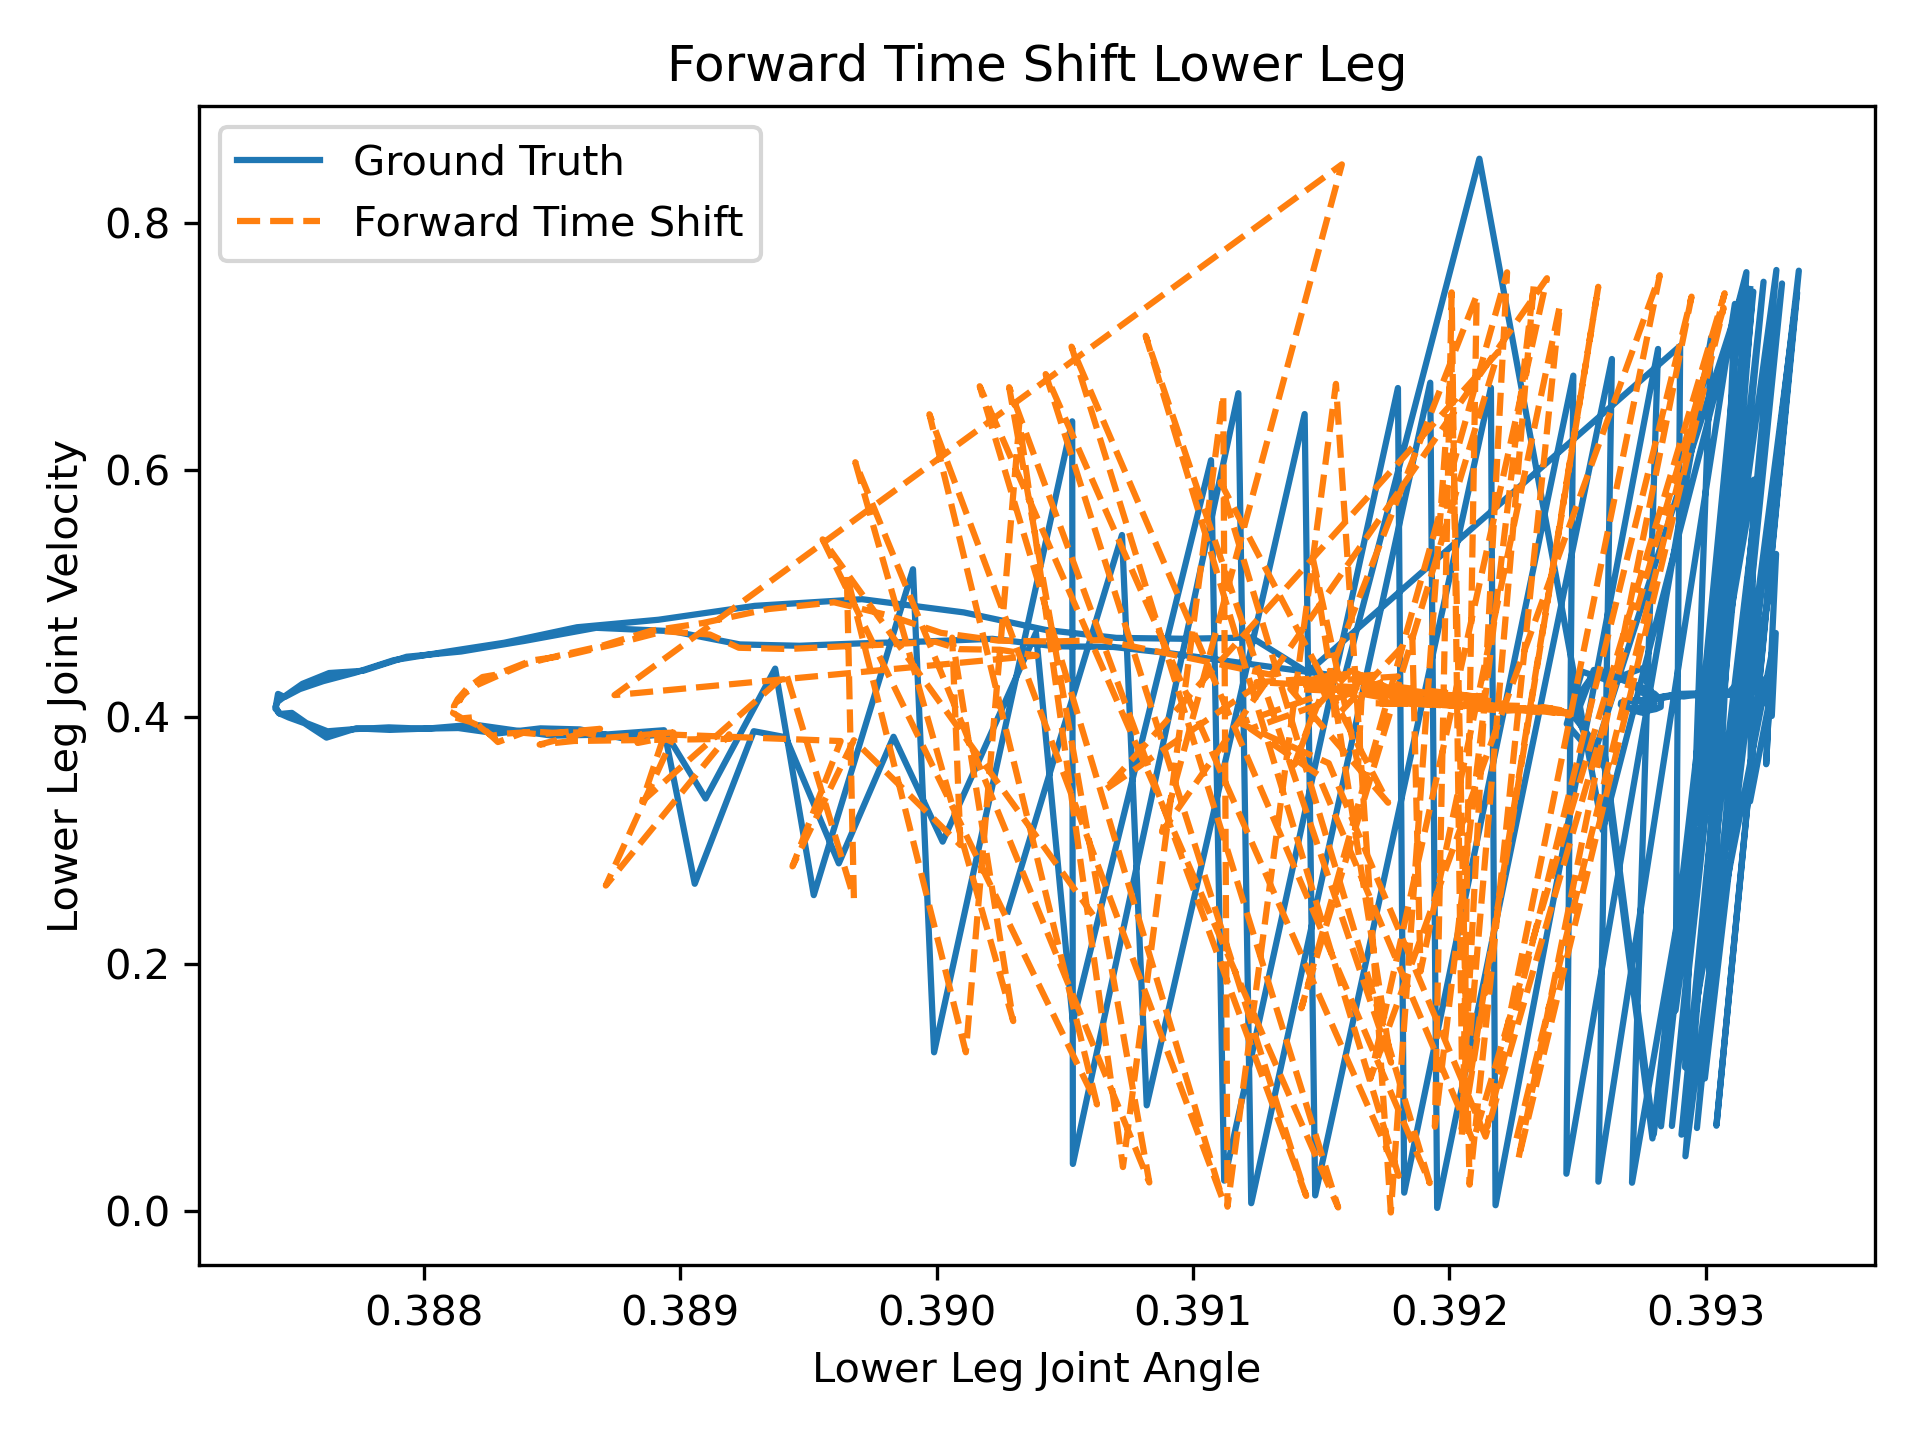 Forward Time Shift Lower Leg
Ground Truth
Forward Time Shift
Lower Leg Joint Velocity
0.8
0.6
0.4
0.2
0.0
0.388 0.389 0.390 0.391 0.392 0.393
Lower Leg Joint Angle